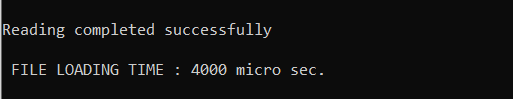 Reading completed successfully
FILE LOADING TIME : 4000 micro sec.